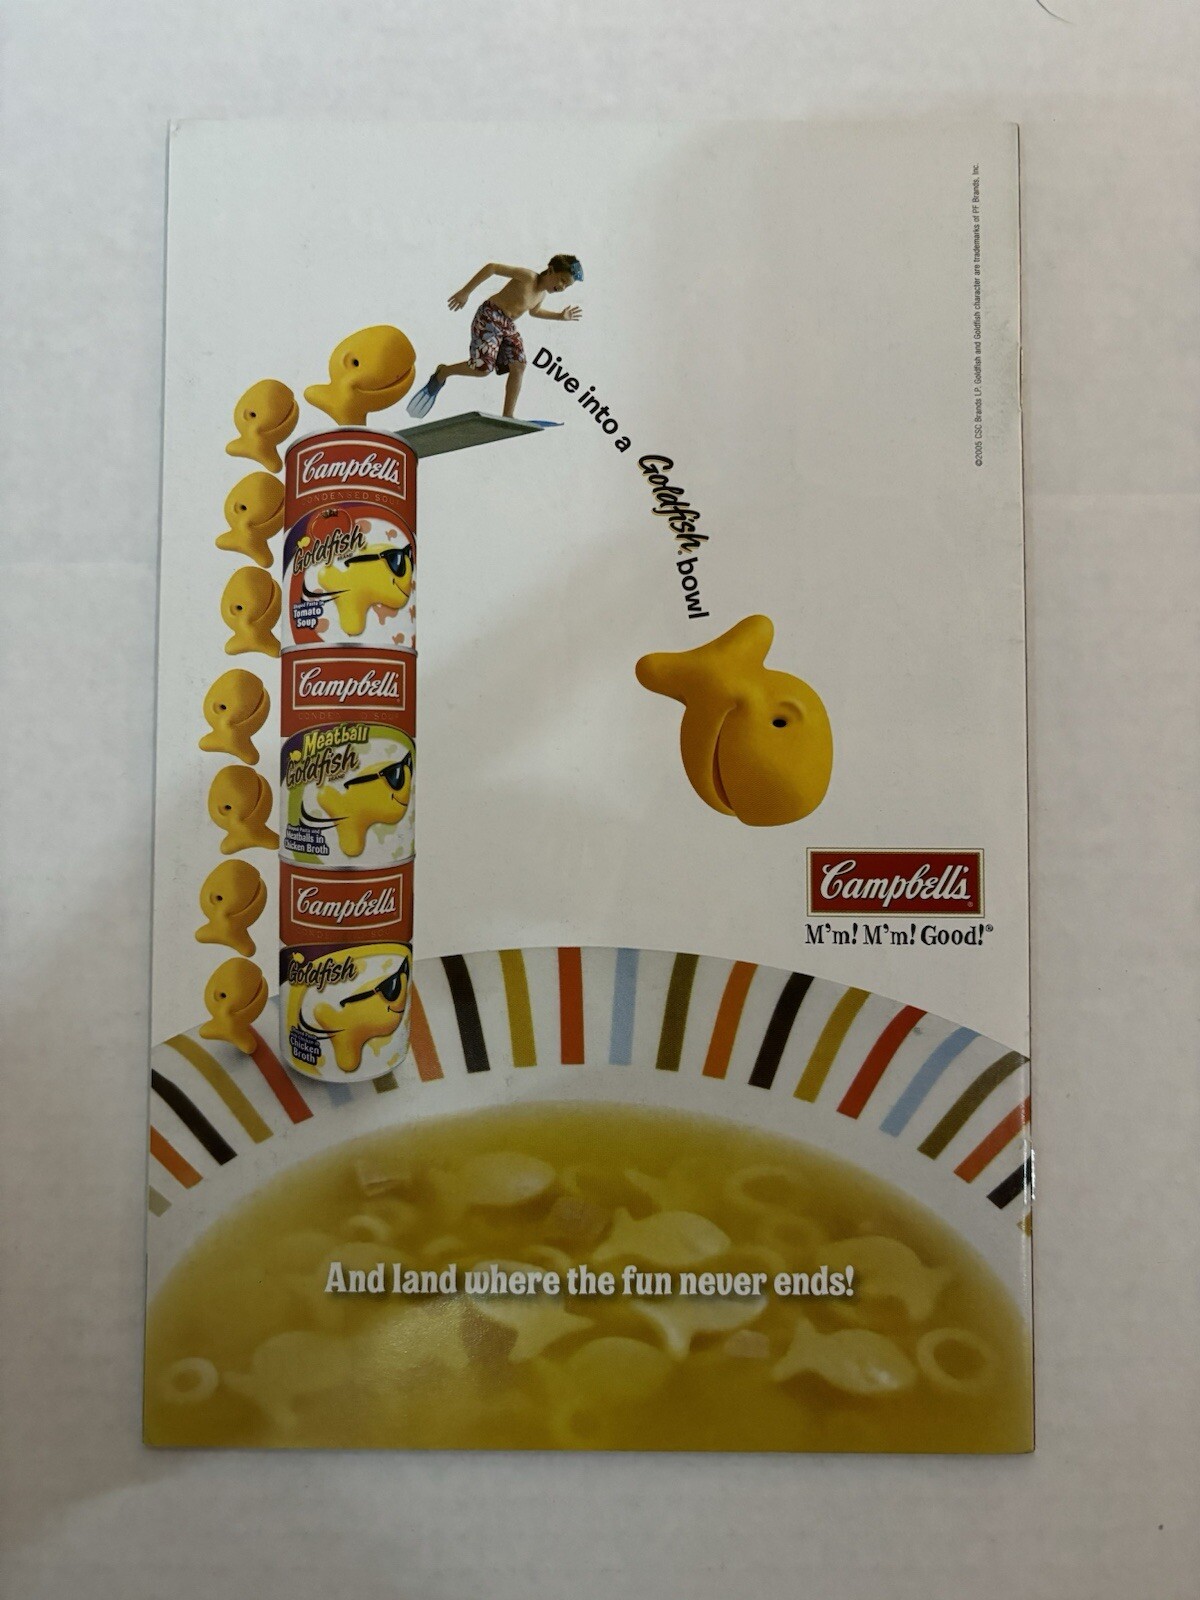 ©2005 CSC Brands LP. Goldfish and Goldfish character are trademarks of PF Brands, Inc.
Dive into a Goldfish® bowl
Campbell's
CONDENSED SOUP
Goldfish
Tomato
Soup
Campbell's
CONDENSED SOUP
Meatball
Goldfish
Meatballs in
Chicken Broth
Campbell's
Goldfish
Chicken
Broth
Campbell's®
M'm! M'm! Good!®
And land where the fun never ends!